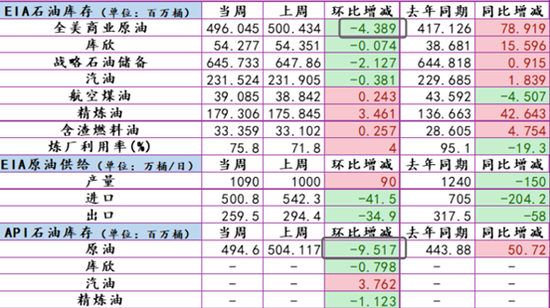 EIA石油库存(单位：百万桶) 当周 上周 环比增减 去年同期 同比增减
全美商业原油 496.045 500.434 -4.389 417.126 78.919
库欣 54.277 54.351 -0.074 38.681 15.596
战略石油储备 645.733 647.86 -2.127 644.818 0.915
汽油 231.524 231.905 -0.381 229.685 1.839
航空煤油 39.085 38.842 0.243 43.592 -4.507
精炼油 179.306 175.845 3.461 136.663 42.643
含渣燃料油 33.359 33.102 0.257 28.605 4.754
炼厂利用率(%) 75.8 71.8 4 95.1 -19.3
EIA原油供给(单位：万桶/日) 当周 上周 环比增减 去年同期 同比增减
产量 1090 1000 90 1240 -150
进口 500.8 542.3 -41.5 705 -204.2
出口 259.5 294.4 -34.9 317.5 -58
API石油库存(单位：百万桶) 当周 上周 环比增减 去年同期 同比增减
原油 494.6 504.117 -9.517 443.88 50.72
库欣 - - -0.798 - -
汽油 - - 3.762 - -
精炼油 - - -1.123 - -